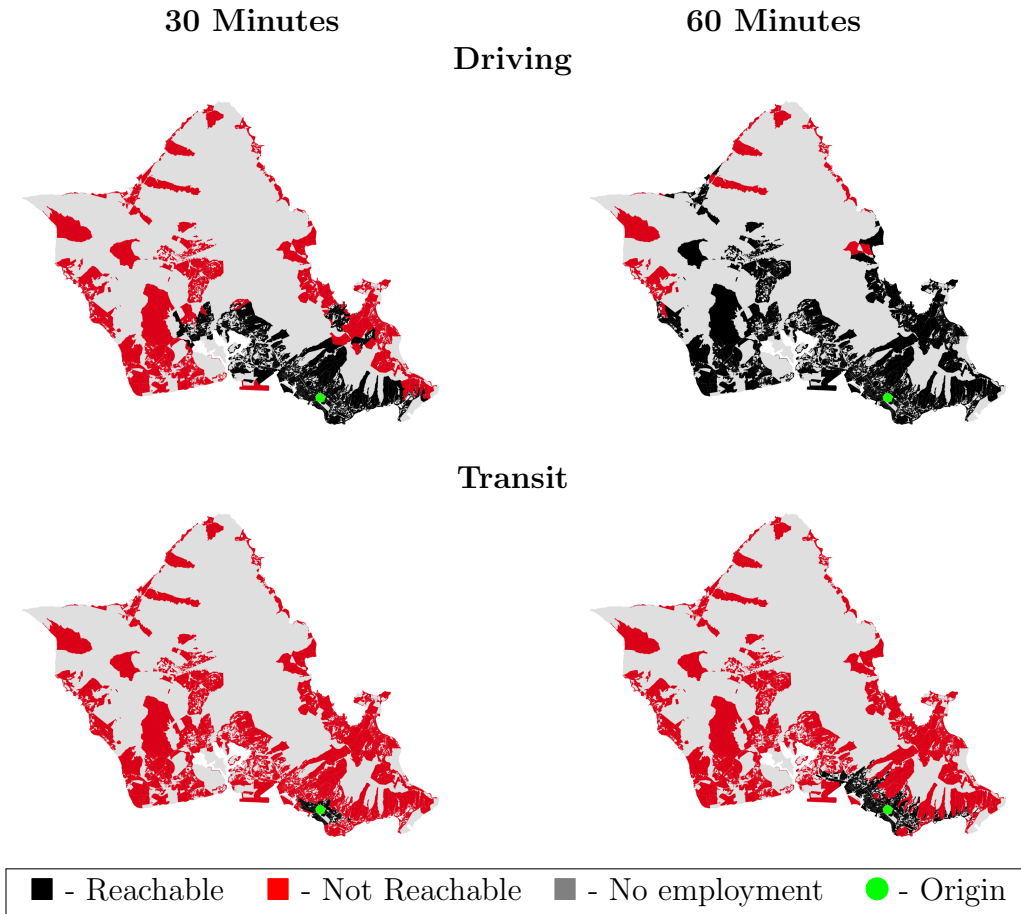 30 Minutes 60 Minutes
Driving
Transit
- Reachable - Not Reachable - No employment - Origin